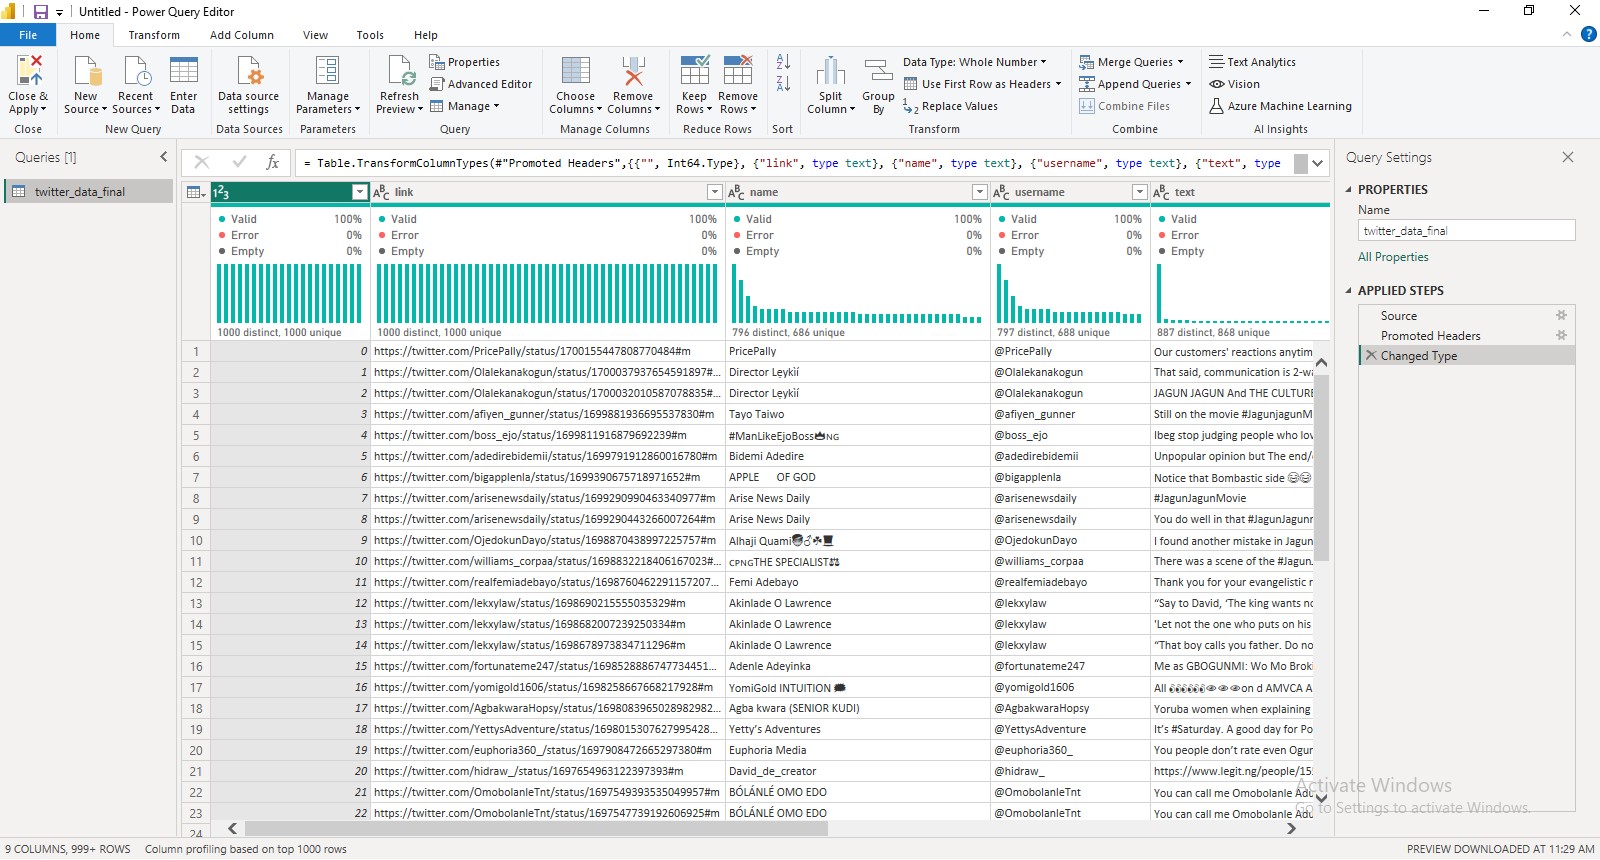 Untitled - Power Query Editor
File Home Transform Add Column View Tools Help
Close & Apply
New Source
Recent Sources
Enter Data
Data source settings
Manage Parameters
Refresh Preview
Properties
Advanced Editor
Manage
Choose Columns
Remove Columns
Keep Rows
Remove Rows
Split Column
Group By
Data Type: Whole Number
Use First Row as Headers
Replace Values
Merge Queries
Append Queries
Combine Files
Text Analytics
Vision
Azure Machine Learning
Close New Query Data Sources Parameters Query Manage Columns Reduce Rows Sort Transform Combine AI Insights
Queries [1]
twitter_data_final
= Table.TransformColumnTypes(#"Promoted Headers",{{"", Int64.Type}, {"link", type text}, {"name", type text}, {"username", type text}, {"text", type
link name username text
Valid 100% Valid 100% Valid 100% Valid 100% Valid
Error 0% Error 0% Error 0% Error 0% Error
Empty 0% Empty 0% Empty 0% Empty 0% Empty
1000 distinct, 1000 unique 1000 distinct, 1000 unique 796 distinct, 686 unique 797 distinct, 688 unique 887 distinct, 868 unique
1 0 https://twitter.com/PricePally/status/1700155447808770484#m PricePally @PricePally Our customers' reactions anytim
2 1 https://twitter.com/Olalekanakogun/status/1700037937654591897#... Director Lẹykìí @Olalekanakogun That said, communication is 2-wa
3 2 https://twitter.com/Olalekanakogun/status/1700032010587078835#... Director Lẹykìí @Olalekanakogun JAGUN JAGUN And THE CULTURE
4 3 https://twitter.com/afiyen_gunner/status/1699881936695537830#m Tayo Taiwo @afiyen_gunner Still on the movie #JagunjagunM
5 4 https://twitter.com/boss_ejo/status/1699811916879692239#m #ManLikeEjoBoss NG @boss_ejo Ibeg stop judging people who lov
6 5 https://twitter.com/adedirebidemii/status/1699791912860016780#m Bidemi Adedire @adedirebidemii Unpopular opinion but The end/
7 6 https://twitter.com/bigapplenla/status/1699390675718971652#m APPLE OF GOD @bigapplenla Notice that Bombastic side
8 7 https://twitter.com/arisenewsdaily/status/1699290990463340977#m Arise News Daily @arisenewsdaily #JagunJagunMovie
9 8 https://twitter.com/arisenewsdaily/status/1699290443266007264#m Arise News Daily @arisenewsdaily You do well in that #JagunJagunr
10 9 https://twitter.com/OjedokunDayo/status/1698870438997225757#m Alhaji Quami @OjedokunDayo I found another mistake in Jagun
11 10 https://twitter.com/williams_corpaa/status/1698832218406167023#... CPNGTHE SPECIALIST @williams_corpaa There was a scene of the #Jagun
12 11 https://twitter.com/realfemiadebayo/status/1698760462291157207... Femi Adebayo @realfemiadebayo Thank you for your evangelistic r
13 12 https://twitter.com/lekxylaw/status/1698690215555035329#m Akinlade O Lawrence @lekxylaw “Say to David, ‘The king wants no
14 13 https://twitter.com/lekxylaw/status/1698682007239250334#m Akinlade O Lawrence @lekxylaw 'Let not the one who puts on his
15 14 https://twitter.com/lekxylaw/status/1698678973834711296#m Akinlade O Lawrence @lekxylaw “That boy calls you father. Do no
16 15 https://twitter.com/fortunateme247/status/1698528886747734451... Adenle Adeyinka @fortunateme247 Me as GBOGUNMI: Wo Mo Broki
17 16 https://twitter.com/yomigold1606/status/1698258667668217928#m YomiGold INTUITION @yomigold1606 All on d AMVCA A
18 17 https://twitter.com/AgbakwaraHopsy/status/1698083965028982982... Agba kwara (SENIOR KUDI) @AgbakwaraHopsy Yoruba women when explaining
19 18 https://twitter.com/YettysAdventure/status/1698015307627995428... Yetty’s Adventures @YettysAdventure It’s #Saturday. A good day for Po
20 19 https://twitter.com/euphoria360_/status/1697908472665297380#m Euphoria Media @euphoria360_ You people don’t rate even Ogur
21 20 https://twitter.com/hidraw_/status/1697654963122397393#m David_de_creator @hidraw_ https://www.legit.ng/people/15
22 21 https://twitter.com/OmobolanleTnt/status/1697549393535049957#m BÓLÁNLÉ OMO EDO @OmobolanleTnt You can call me Omobolanle Adu
23 22 https://twitter.com/OmobolanleTnt/status/1697547739192606925#m BÓLÁNLÉ OMO EDO @OmobolanleTnt You can call me Omobolanle Adu
24
Query Settings
PROPERTIES
Name
twitter_data_final
All Properties
APPLIED STEPS
Source
Promoted Headers
Changed Type
Activate Windows
Go to Settings to activate Windows.
9 COLUMNS, 999+ ROWS Column profiling based on top 1000 rows PREVIEW DOWNLOADED AT 11:29 AM